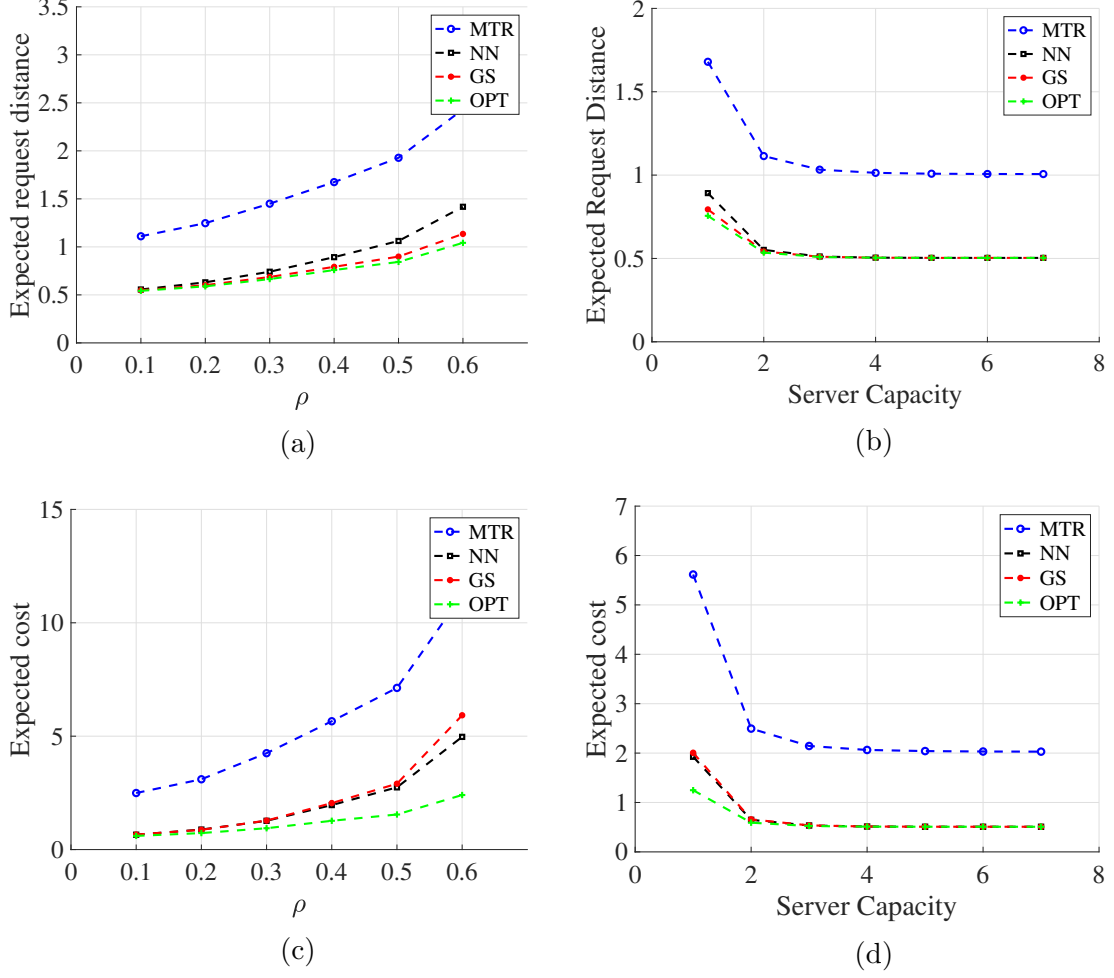 3.5
3
2.5
2
1.5
1
0.5
0
Expected request distance
MTR
NN
GS
OPT
0 0.1 0.2 0.3 0.4 0.5 0.6
ρ
(a)
2
1.5
1
0.5
0
Expected Request Distance
MTR
NN
GS
OPT
0 2 4 6 8
Server Capacity
(b)
15
10
5
0
Expected cost
MTR
NN
GS
OPT
0 0.1 0.2 0.3 0.4 0.5 0.6
ρ
(c)
7
6
5
4
3
2
1
0
Expected cost
MTR
NN
GS
OPT
0 2 4 6 8
Server Capacity
(d)